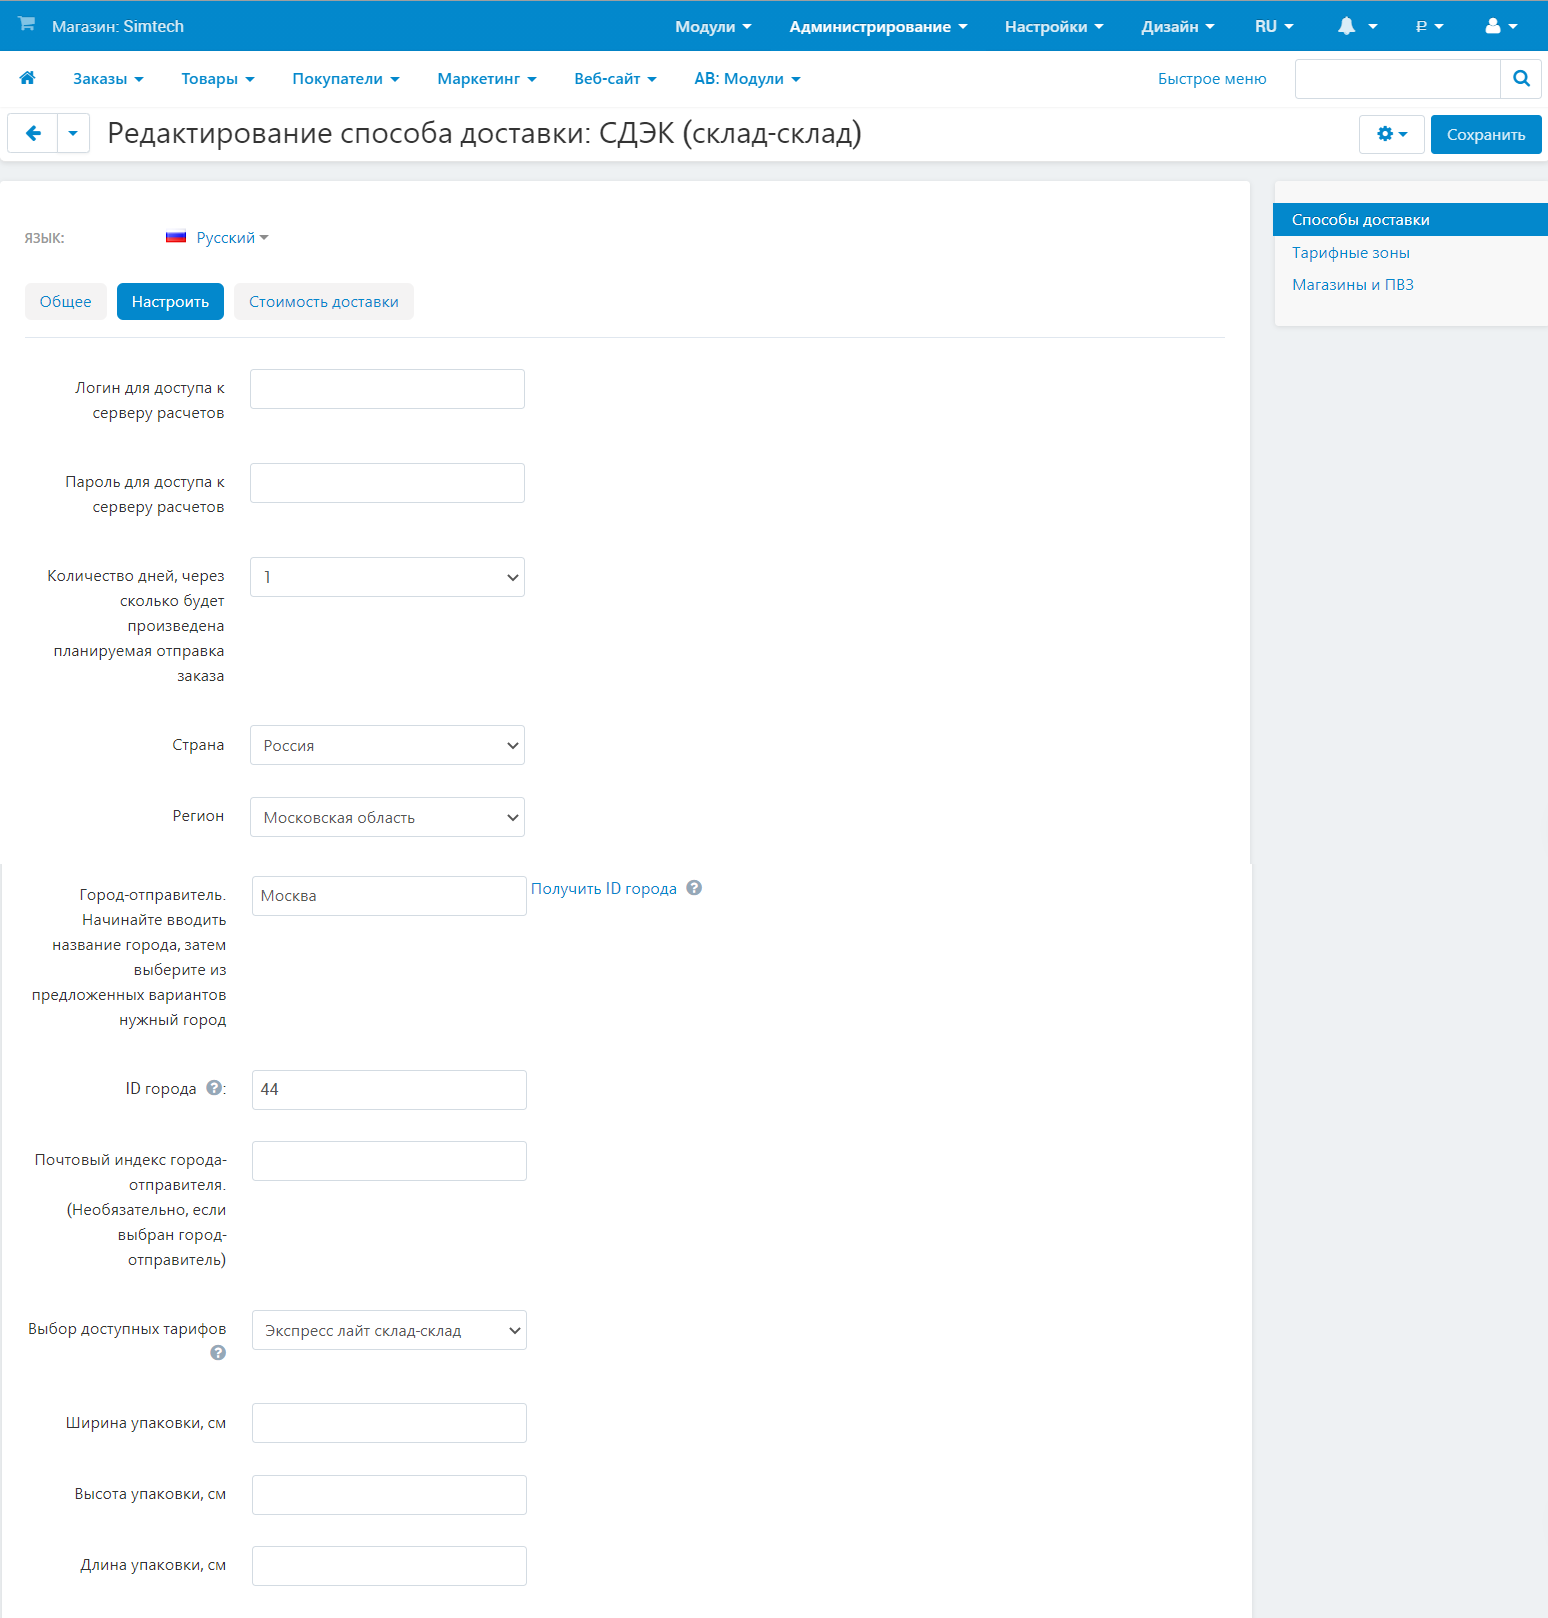 Магазин: Simtech
Модули
Администрирование
Настройки
Дизайн
RU
₽
Заказы
Товары
Покупатели
Маркетинг
Веб-сайт
АВ: Модули
Быстрое меню
Редактирование способа доставки: СДЭК (склад-склад)
Сохранить
ЯЗЫК:
Русский
Способы доставки
Тарифные зоны
Магазины и ПВЗ
Общее
Настроить
Стоимость доставки
Логин для доступа к
серверу расчетов
Пароль для доступа к
серверу расчетов
Количество дней, через
сколько будет
произведена
планируемая отправка
заказа
1
Страна
Россия
Регион
Московская область
Город-отправитель.
Начинайте вводить
название города, затем
выберите из
предложенных вариантов
нужный город
Москва
Получить ID города ?
ID города ?:
44
Почтовый индекс города-
отправителя.
(Необязательно, если
выбран город-
отправитель)
Выбор доступных тарифов
?
Экспресс лайт склад-склад
Ширина упаковки, см
Высота упаковки, см
Длина упаковки, см